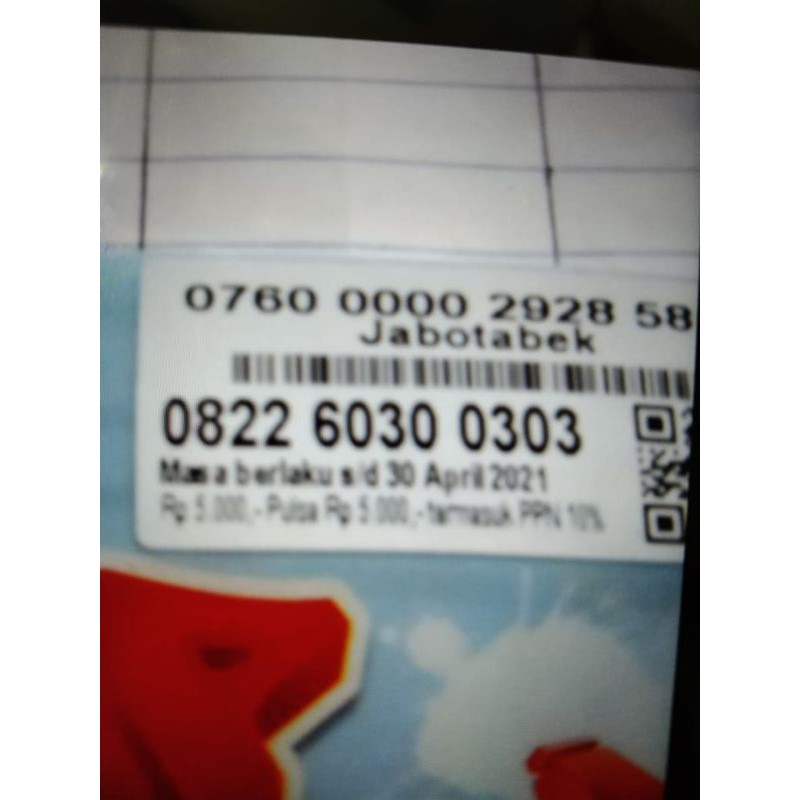 0760 0000 2928 58
Jabotabek
0822 6030 0303
Masa berlaku s/d 30 April 2021
Rp 5.000,- Pulsa Rp 5.000,- termasuk PPN 10%